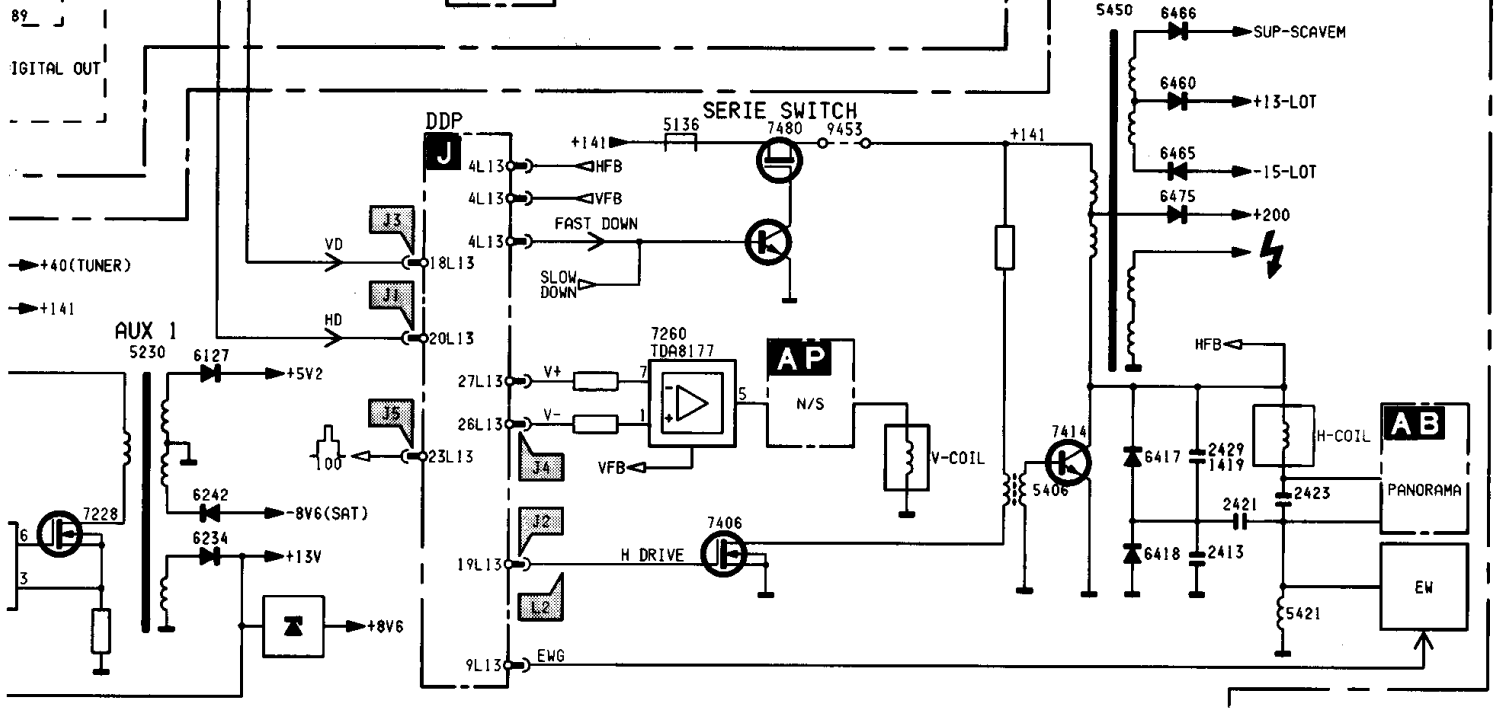 89
IGITAL OUT
5450
6466
SUP-SCAVEM
6460
+13-LOT
6465
-15-LOT
6475
+200
SERIE SWITCH
DDP
J
+141
5136
7480
9453
+141
4L13
HFB
4L13
VFB
4L13
FAST DOWN
SLOW
DOWN
J3
VD
18L13
+40(TUNER)
+141
J1
HD
20L13
AUX 1
5230
6127
+5V2
7260
TDA8177
AP
N/S
HFB
27L13
V+
7
5
26L13
V-
1
J5
23L13
100
VFB
J4
V-COIL
7414
5406
6417
2429
1419
H-COIL
AB
PANORAMA
2423
2421
6242
-8V6(SAT)
7228
6
3
6234
+13V
J2
7406
19L13
H DRIVE
6418
2413
L2
EW
5421
+8V6
9L13
EWG